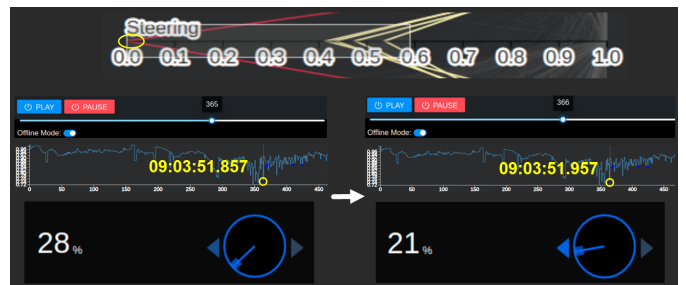 Steering
0.0 0.1 0.2 0.3 0.4 0.5 0.6 0.7 0.8 0.9 1.0
PLAY PAUSE 365
Offline Mode:
09:03:51.857
0 50 100 150 200 250 300 350 400 450
28 %
PLAY PAUSE 366
Offline Mode:
09:03:51.957
0 50 100 150 200 250 300 350 400 450
21 %